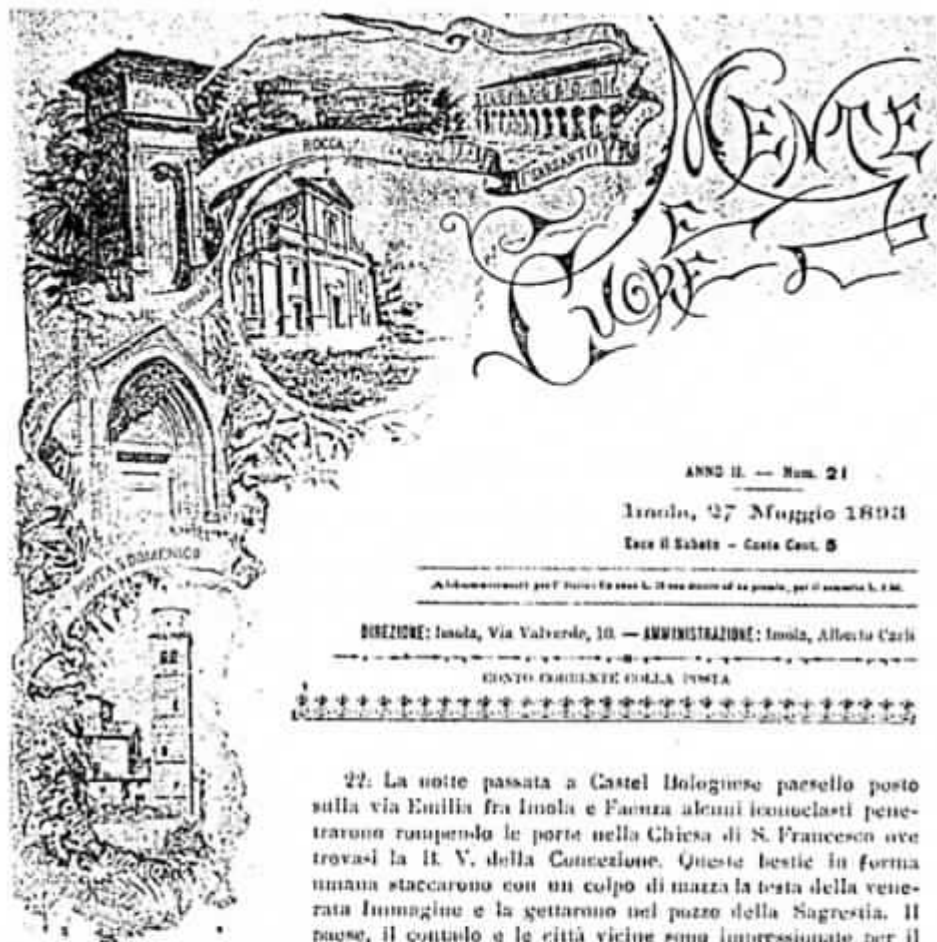 MENTE
E
CUORE
ROCCA
SERSANTI
PORTA S. DOMENICO
ANNO II. — Num. 21
Imola, 27 Maggio 1893
Esce il Sabato – Costa Cent. 5
DIREZIONE: Imola, Via Valverde, 10. — AMMINISTRAZIONE: Imola, Alberto Carli
CONTO CORRENTE COLLA POSTA
22. La notte passata a Castel Bolognese paesello posto
sulla via Emilia fra Imola e Faenza alcuni iconoclasti pene-
trarono rompendo le porte nella Chiesa di S. Francesco ove
trovasi la B. V. della Concezione. Queste bestie in forma
umana staccarono con un colpo di mazza la testa della vene-
rata Immagine e la gettarono nel pozzo della Sagrestia. Il
paese, il contado e le città vicine sono impressionate per il